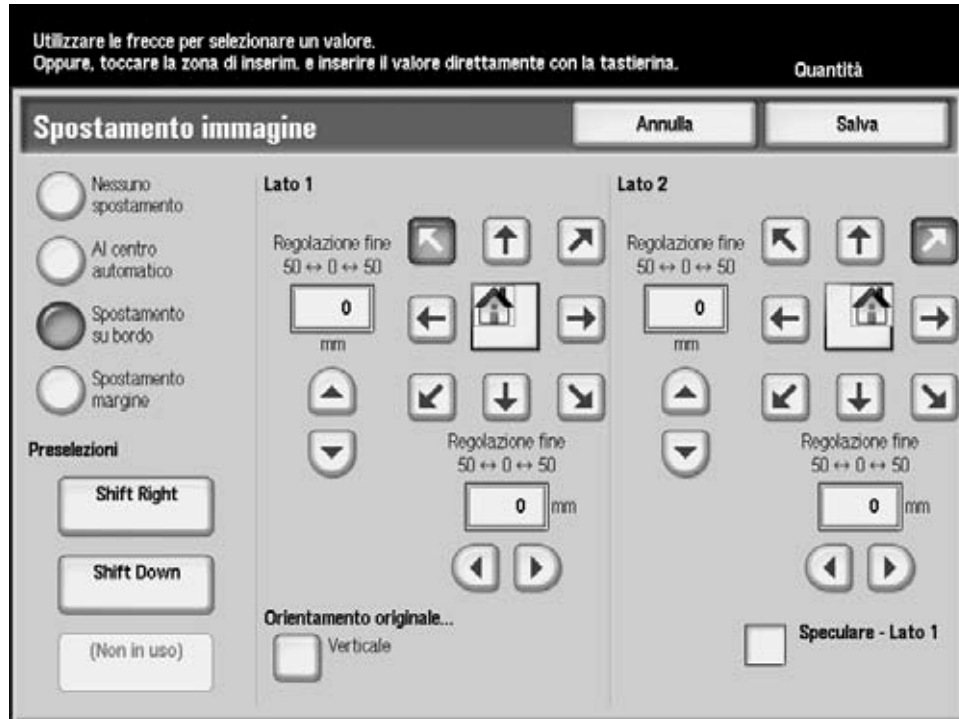 Utilizzare le frecce per selezionare un valore.
Oppure, toccare la zona di inserim. e inserire il valore direttamente con la tastierina.
Quantità
Spostamento immagine
Annulla
Salva
Nessuno
spostamento
Al centro
automatico
Spostamento
su bordo
Spostamento
margine
Preselezioni
Shift Right
Shift Down
(Non in uso)
Lato 1
Regolazione fine
50 ↔ 0 ↔ 50
0
mm
Regolazione fine
50 ↔ 0 ↔ 50
0 mm
Orientamento originale...
Verticale
Lato 2
Regolazione fine
50 ↔ 0 ↔ 50
0
mm
Regolazione fine
50 ↔ 0 ↔ 50
0 mm
Speculare - Lato 1